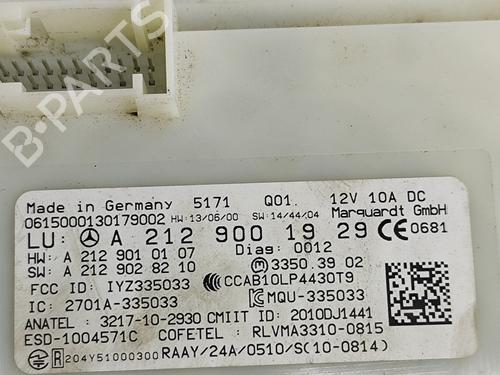 B-PARTS
Made in Germany 5171 Q01. 12V 10A DC
0615000130179002 HW:13/06/00 SW:14/44/04 Marquardt GmbH
LU: A 212 900 19 29 CE 0681
HW: A 212 901 01 07 Diag: 0012
SW: A 212 902 82 10 3350.3902
FCC ID: IYZ335033 CCAB10LP4430T9
IC: 2701A-335033 MQU-335033
ANATEL : 3217-10-2930 CMIIT ID: 2010DJ1441
ESD-1004571C COFETEL : RLVMA3310-0815
R 204Y51000300 RAAY/24A/0510/S(10-0814)